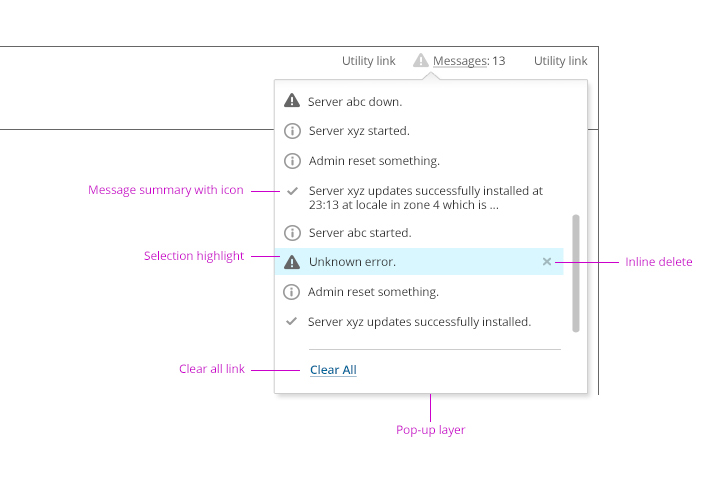 Utility link
Messages: 13
Utility link
Server abc down.
Server xyz started.
Admin reset something.
Message summary with icon
Server xyz updates successfully installed at
23:13 at locale in zone 4 which is ...
Server abc started.
Selection highlight
Unknown error.
Inline delete
Admin reset something.
Server xyz updates successfully installed.
Clear all link
Clear All
Pop-up layer